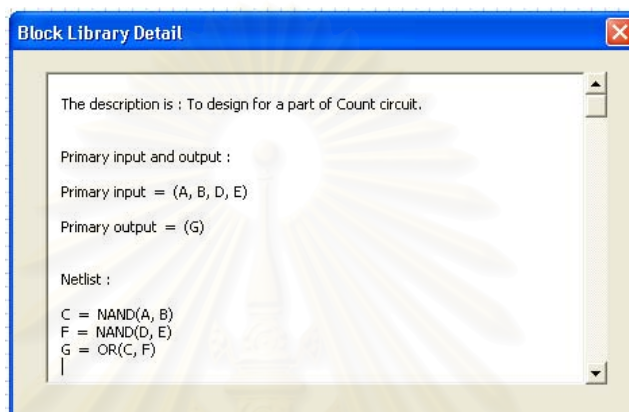 Block Library Detail
The description is : To design for a part of Count circuit.
Primary input and output :
Primary input = (A, B, D, E)
Primary output = (G)
Netlist :
C = NAND(A, B)
F = NAND(D, E)
G = OR(C, F)